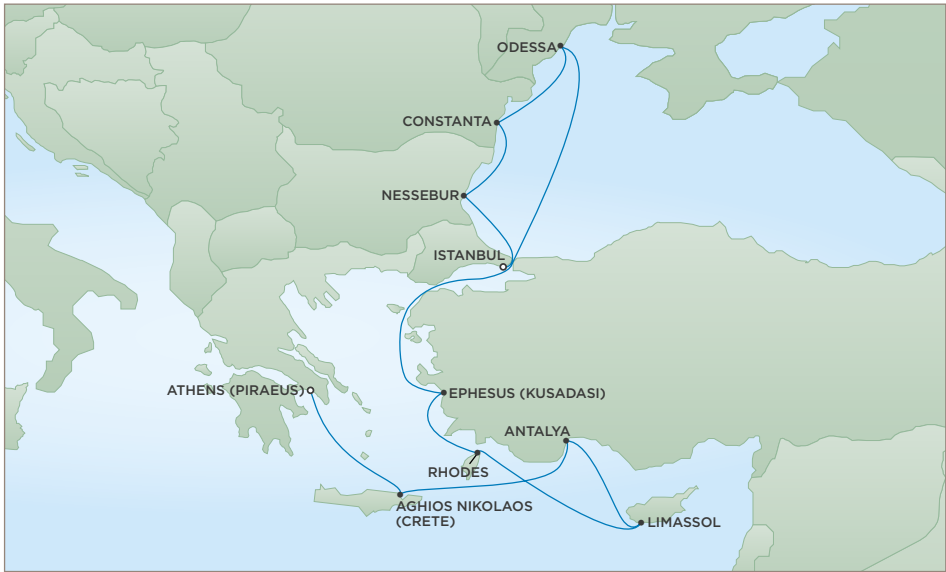 ODESSA
CONSTANTA
NESSEBUR
ISTANBUL
ATHENS (PIRAEUS)
EPHESUS (KUSADASI)
ANTALYA
RHODES
AGHIOS NIKOLAOS
(CRETE)
LIMASSOL